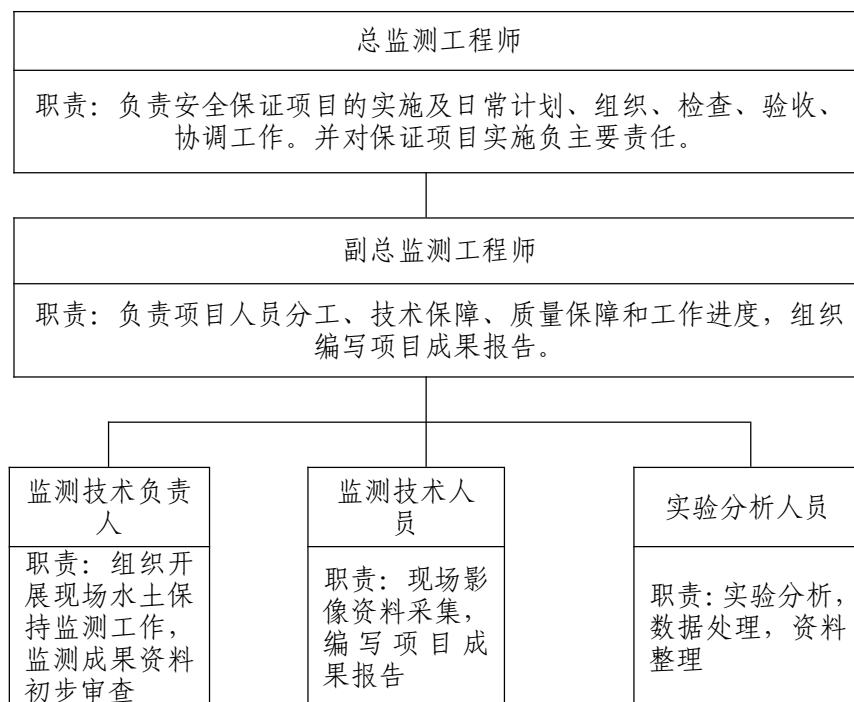 总监测工程师
职责：负责安全保证项目的实施及日常计划、组织、检查、验收、
协调工作。并对保证项目实施负主要责任。
副总监测工程师
职责：负责项目人员分工、技术保障、质量保障和工作进度，组织
编写项目成果报告。
监测技术负责
人
职责：组织开
展现场水土保
持监测工作，
监测成果资料
初步审查
监测技术人
员
职责：现场影
像资料采集，
编写项目成
果报告
实验分析人员
职责：实验分析，
数据处理，资料
整理